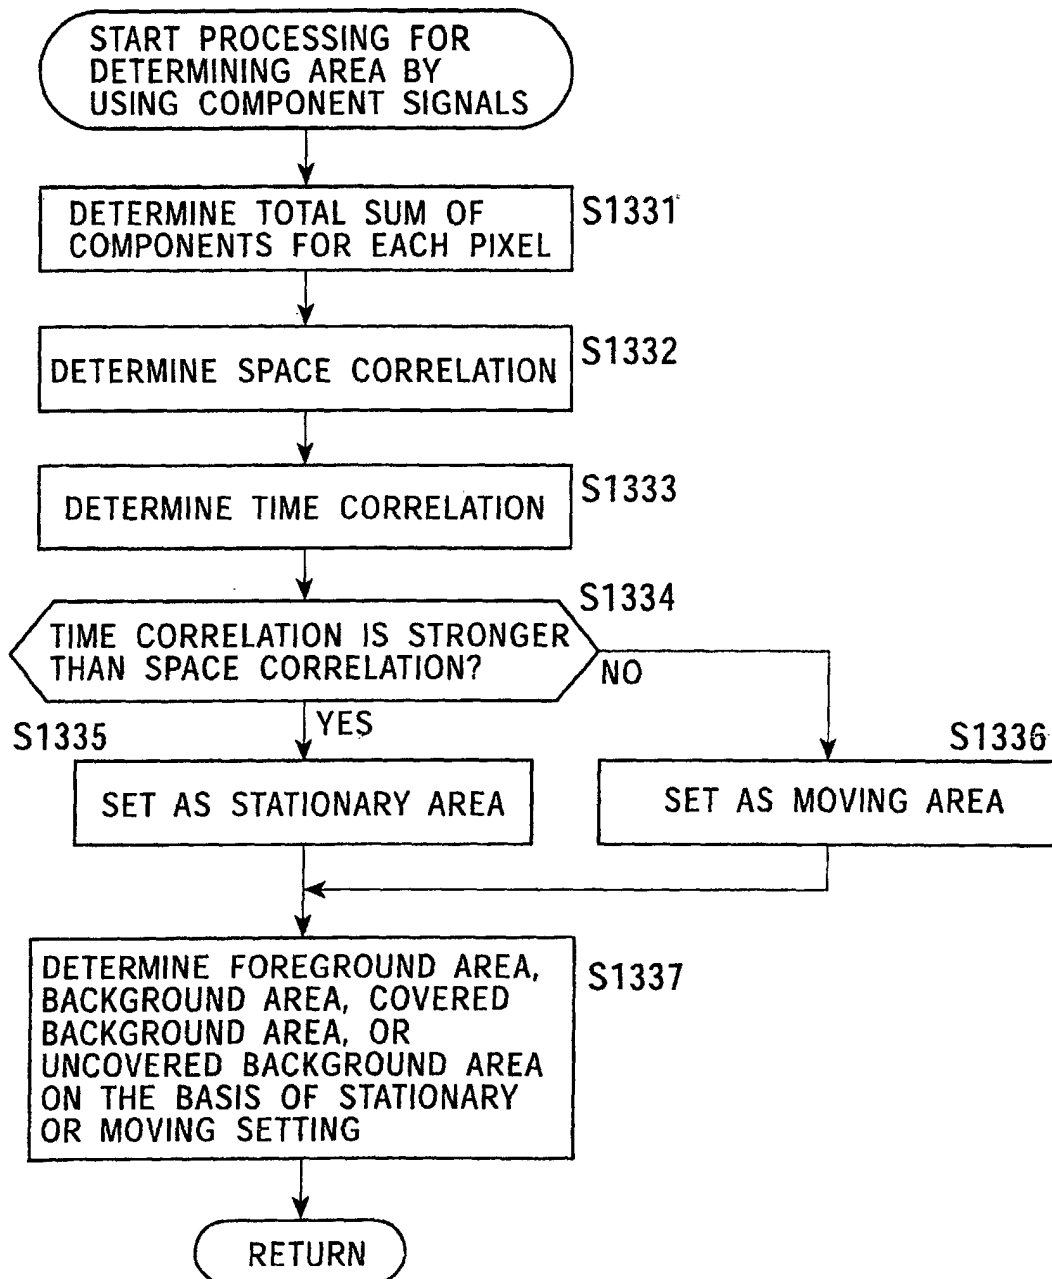 START PROCESSING FOR
DETERMINING AREA BY
USING COMPONENT SIGNALS
DETERMINE TOTAL SUM OF
COMPONENTS FOR EACH PIXEL
S1331
DETERMINE SPACE CORRELATION
S1332
DETERMINE TIME CORRELATION
S1333
S1334
TIME CORRELATION IS STRONGER
THAN SPACE CORRELATION?
NO
YES
S1335
S1336
SET AS STATIONARY AREA
SET AS MOVING AREA
DETERMINE FOREGROUND AREA,
BACKGROUND AREA, COVERED
BACKGROUND AREA, OR
UNCOVERED BACKGROUND AREA
ON THE BASIS OF STATIONARY
OR MOVING SETTING
S1337
RETURN